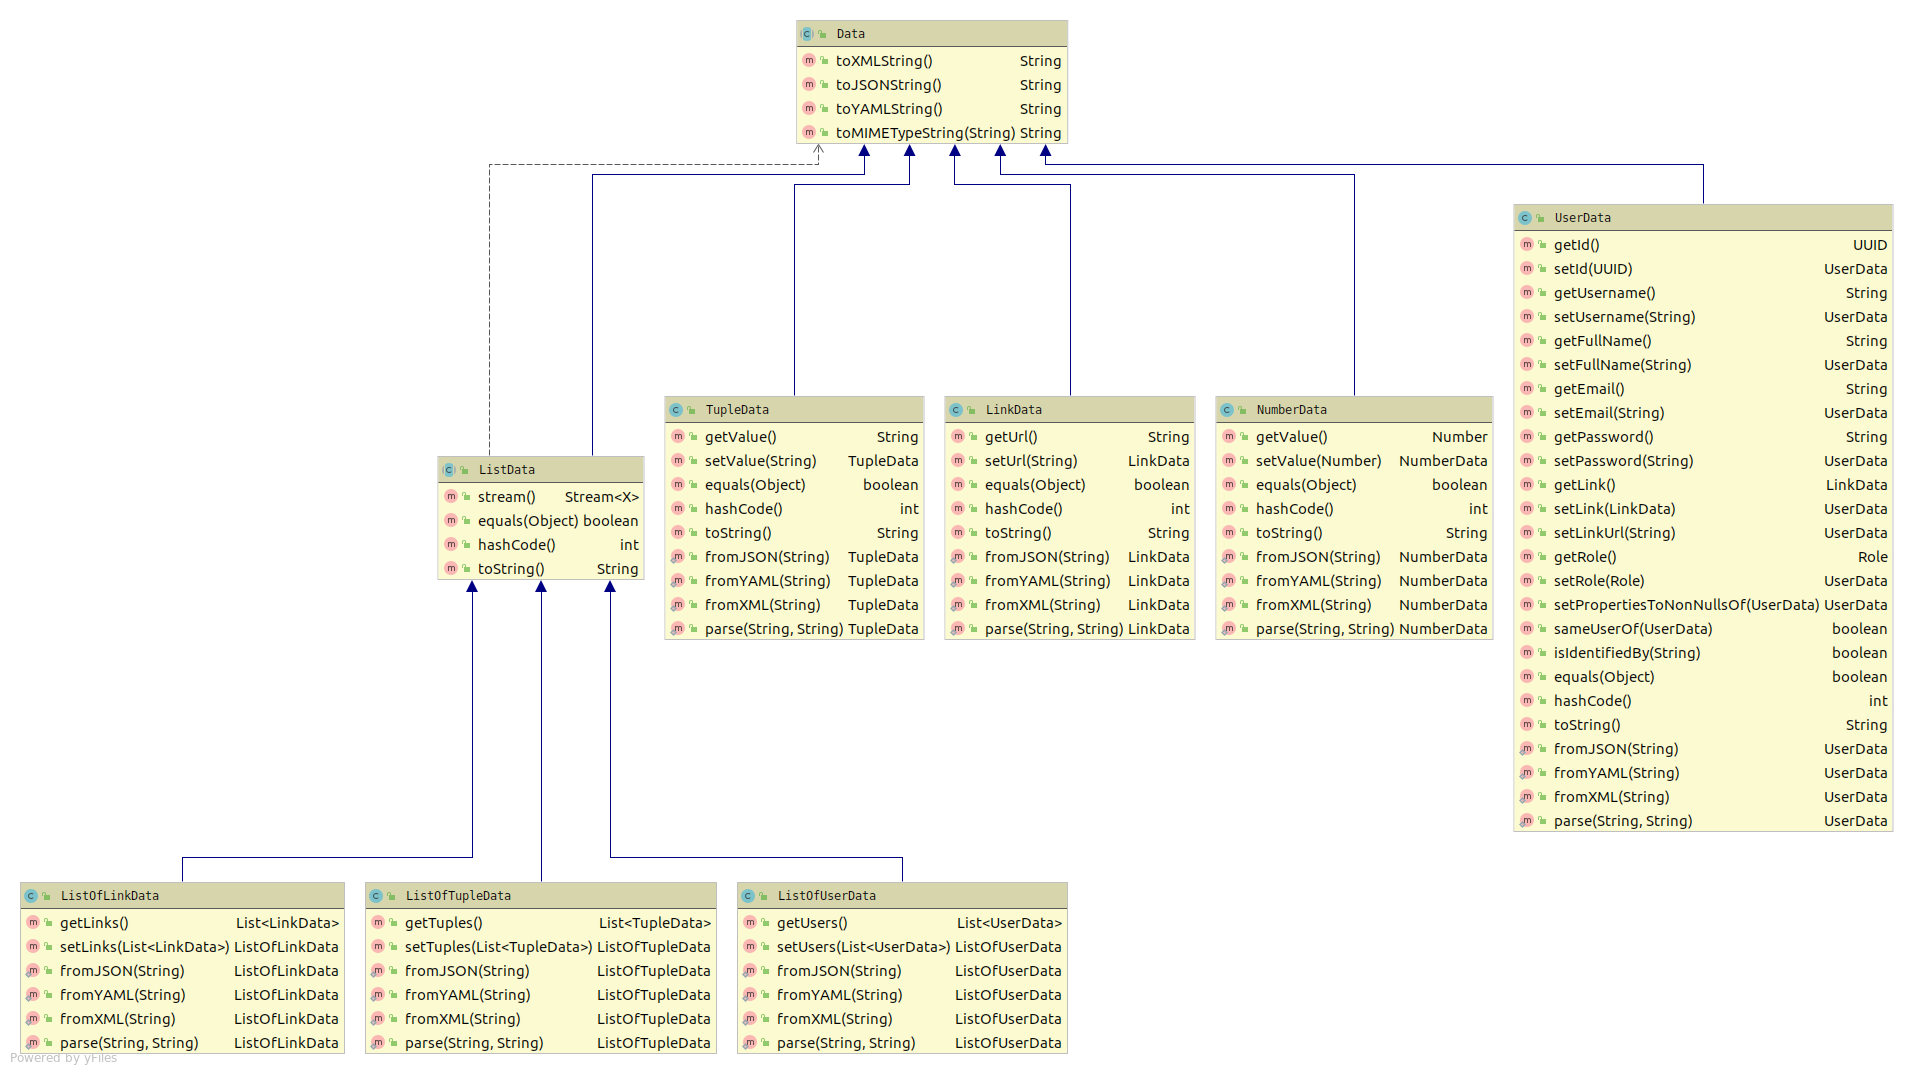 Data
toXMLString() String
toJSONString() String
toYAMLString() String
toMIMETypeString(String) String
UserData
getId() UUID
setId(UUID) UserData
getUsername() String
setUsername(String) UserData
getFullName() String
setFullName(String) UserData
getEmail() String
setEmail(String) UserData
getPassword() String
setPassword(String) UserData
getLink() LinkData
setLink(LinkData) UserData
setLinkUrl(String) UserData
getRole() Role
setRole(Role) UserData
setPropertiesToNonNullsOf(UserData) UserData
sameUserOf(UserData) boolean
isIdentifiedBy(String) boolean
equals(Object) boolean
hashCode() int
toString() String
fromJSON(String) UserData
fromYAML(String) UserData
fromXML(String) UserData
parse(String, String) UserData
TupleData
getValue() String
setValue(String) TupleData
equals(Object) boolean
hashCode() int
toString() String
fromJSON(String) TupleData
fromYAML(String) TupleData
fromXML(String) TupleData
parse(String, String) TupleData
LinkData
getUrl() String
setUrl(String) LinkData
equals(Object) boolean
hashCode() int
toString() String
fromJSON(String) LinkData
fromYAML(String) LinkData
fromXML(String) LinkData
parse(String, String) LinkData
NumberData
getValue() Number
setValue(Number) NumberData
equals(Object) boolean
hashCode() int
toString() String
fromJSON(String) NumberData
fromYAML(String) NumberData
fromXML(String) NumberData
parse(String, String) NumberData
ListData
stream() Stream<X>
equals(Object) boolean
hashCode() int
toString() String
ListOfLinkData
getLinks() List<LinkData>
setLinks(List<LinkData>) ListOfLinkData
fromJSON(String) ListOfLinkData
fromYAML(String) ListOfLinkData
fromXML(String) ListOfLinkData
parse(String, String) ListOfLinkData
ListOfTupleData
getTuples() List<TupleData>
setTuples(List<TupleData>) ListOfTupleData
fromJSON(String) ListOfTupleData
fromYAML(String) ListOfTupleData
fromXML(String) ListOfTupleData
parse(String, String) ListOfTupleData
ListOfUserData
getUsers() List<UserData>
setUsers(List<UserData>) ListOfUserData
fromJSON(String) ListOfUserData
fromYAML(String) ListOfUserData
fromXML(String) ListOfUserData
parse(String, String) ListOfUserData
Powered by yFiles